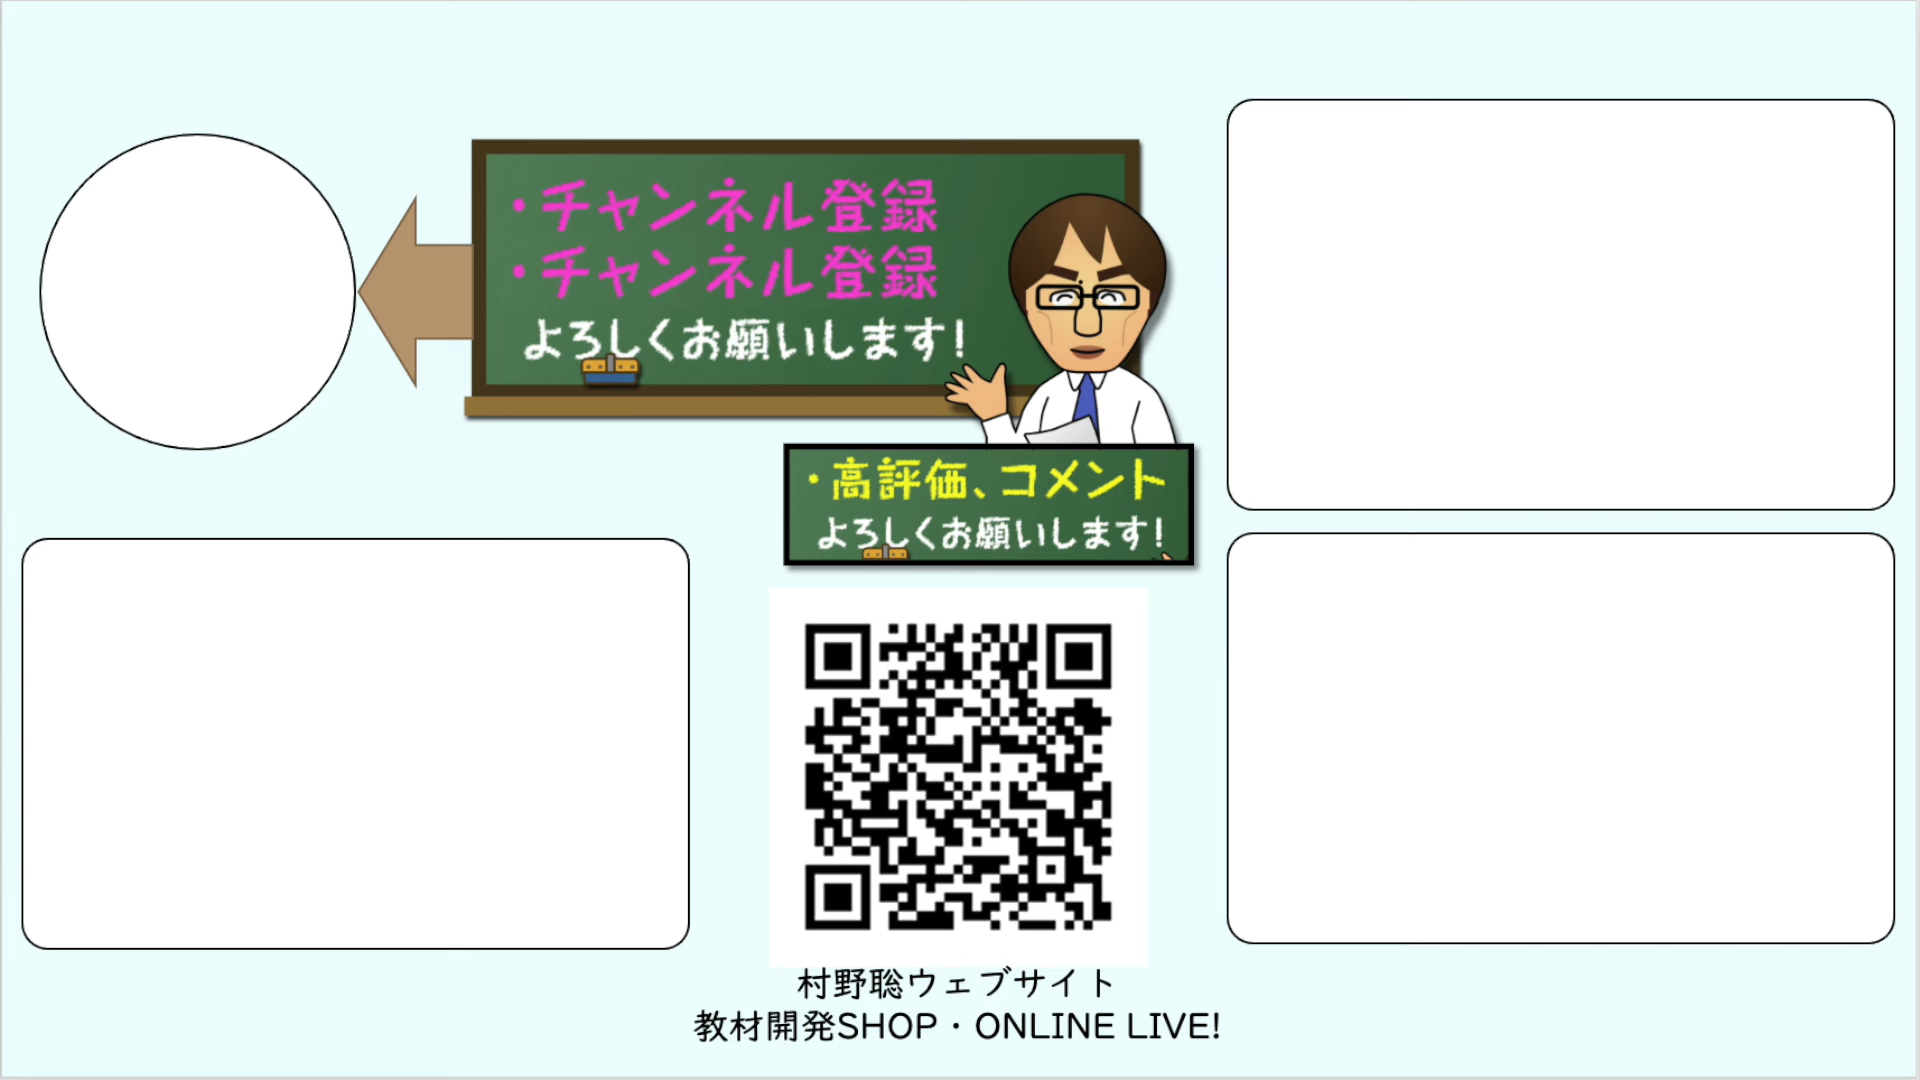 ・チャンネル登録
・チャンネル登録
よろしくお願いします!
・高評価、コメント
よろしくお願いします!
村野聡ウェブサイト
教材開発SHOP・ONLINE LIVE!